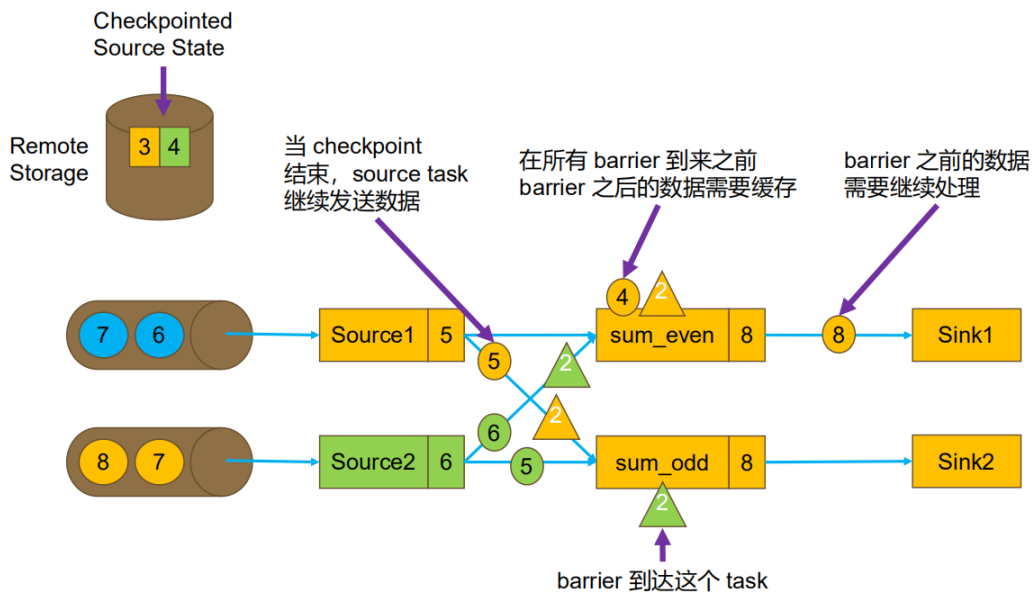 Checkpointed
Source State
Remote
Storage
3 4
当 checkpoint
结束，source task
继续发送数据
在所有 barrier 到来之前
barrier 之后的数据需要缓存
barrier 之前的数据
需要继续处理
4 2
7 6
Source1 5
sum_even 8
8
Sink1
5
2
2
6
8 7
Source2 6
5
sum_odd 8
Sink2
2
barrier 到达这个 task